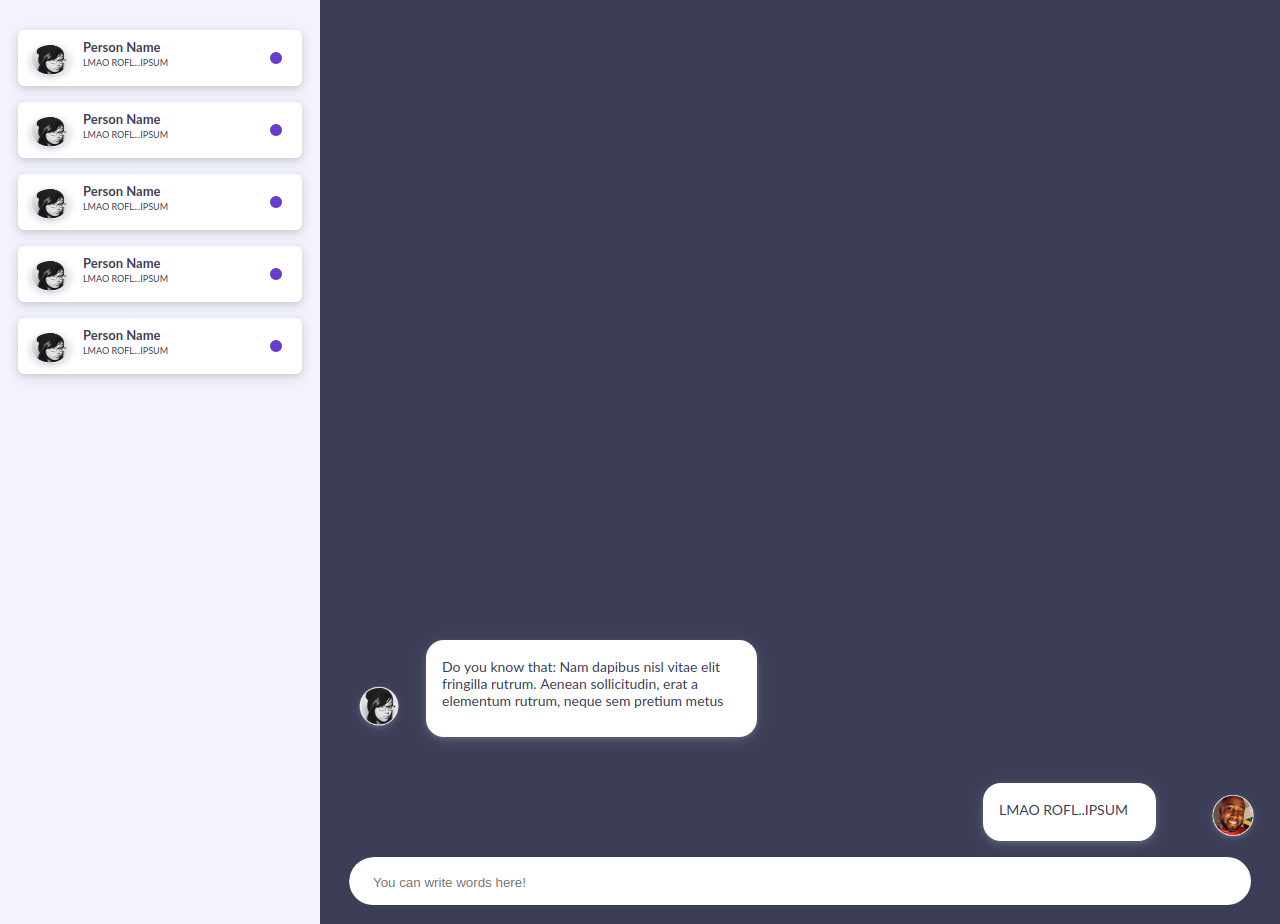 Person Name
LMAO ROFL...IPSUM
Person Name
LMAO ROFL...IPSUM
Person Name
LMAO ROFL...IPSUM
Person Name
LMAO ROFL...IPSUM
Person Name
LMAO ROFL...IPSUM
Do you know that: Nam dapibus nisl vitae elit
fringilla rutrum. Aenean sollicitudin, erat a
elementum rutrum, neque sem pretium metus
LMAO ROFL..IPSUM
You can write words here!